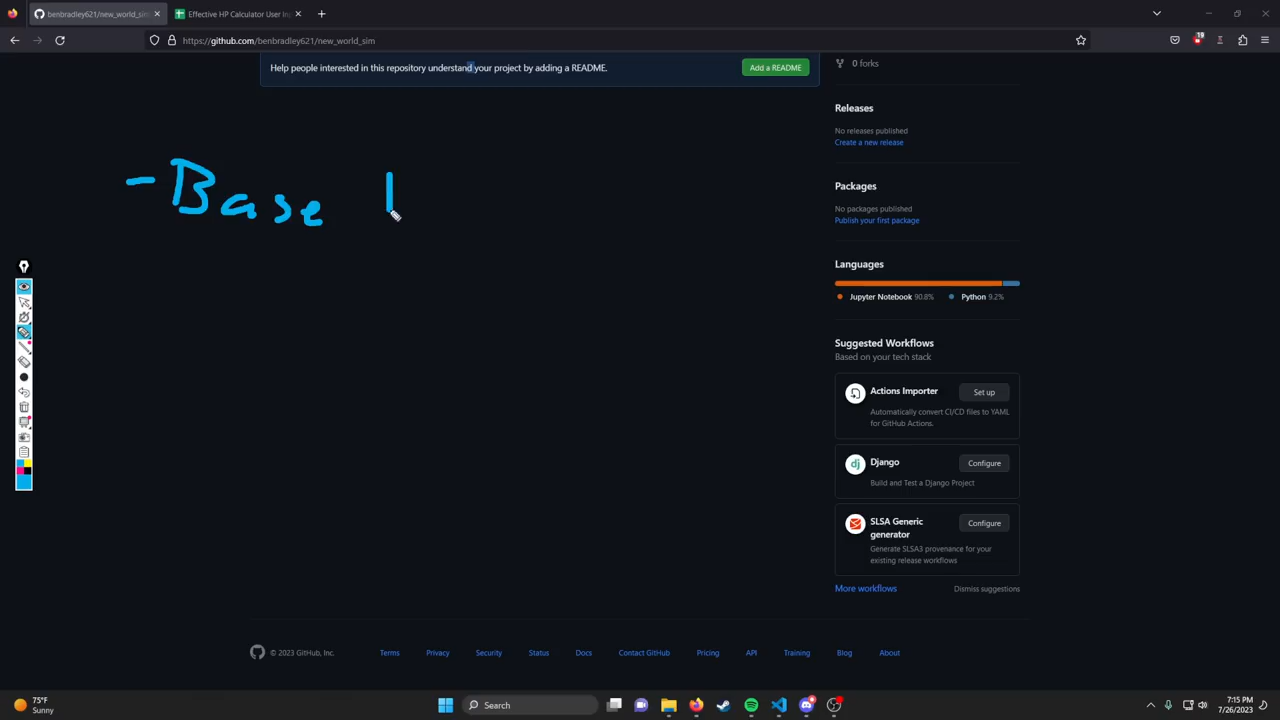 benbradley621/new_world_sim
Effective HP Calculator User Inp
https://github.com/benbradley621/new_world_sim
19
Help people interested in this repository understand your project by adding a README.
Add a README
0 forks
Releases
No releases published
Create a new release
- Base
Packages
No packages published
Publish your first package
Languages
Jupyter Notebook 90.8%
Python 9.2%
Suggested Workflows
Based on your tech stack
Actions Importer
Set up
Automatically convert CI/CD files to YAML
for GitHub Actions.
dj
Django
Configure
Build and Test a Django Project
SLSA Generic
generator
Configure
Generate SLSA3 provenance for your
existing release workflows
More workflows
Dismiss suggestions
© 2023 GitHub, Inc.
Terms
Privacy
Security
Status
Docs
Contact GitHub
Pricing
API
Training
Blog
About
75°F
Sunny
Search
7:15 PM
7/26/2023